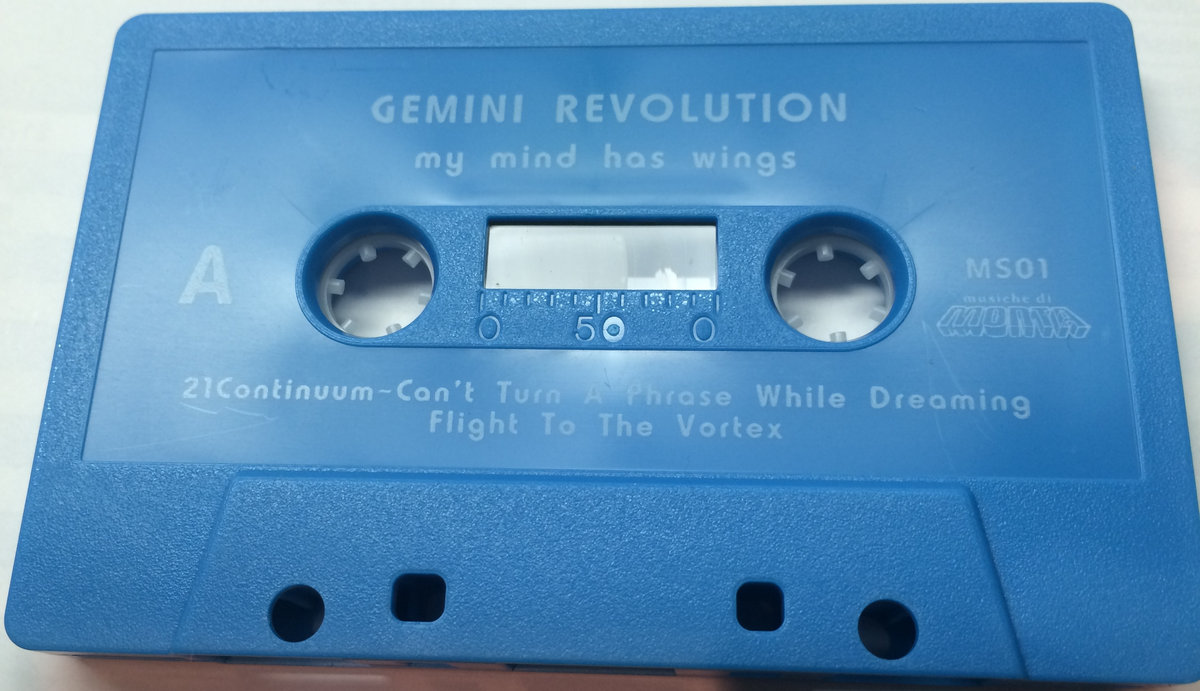 GEMINI REVOLUTION
my mind has wings
A
MS01
musiche di
0 50 0
21Continuum~Can't Turn A Phrase While Dreaming
Flight To The Vortex